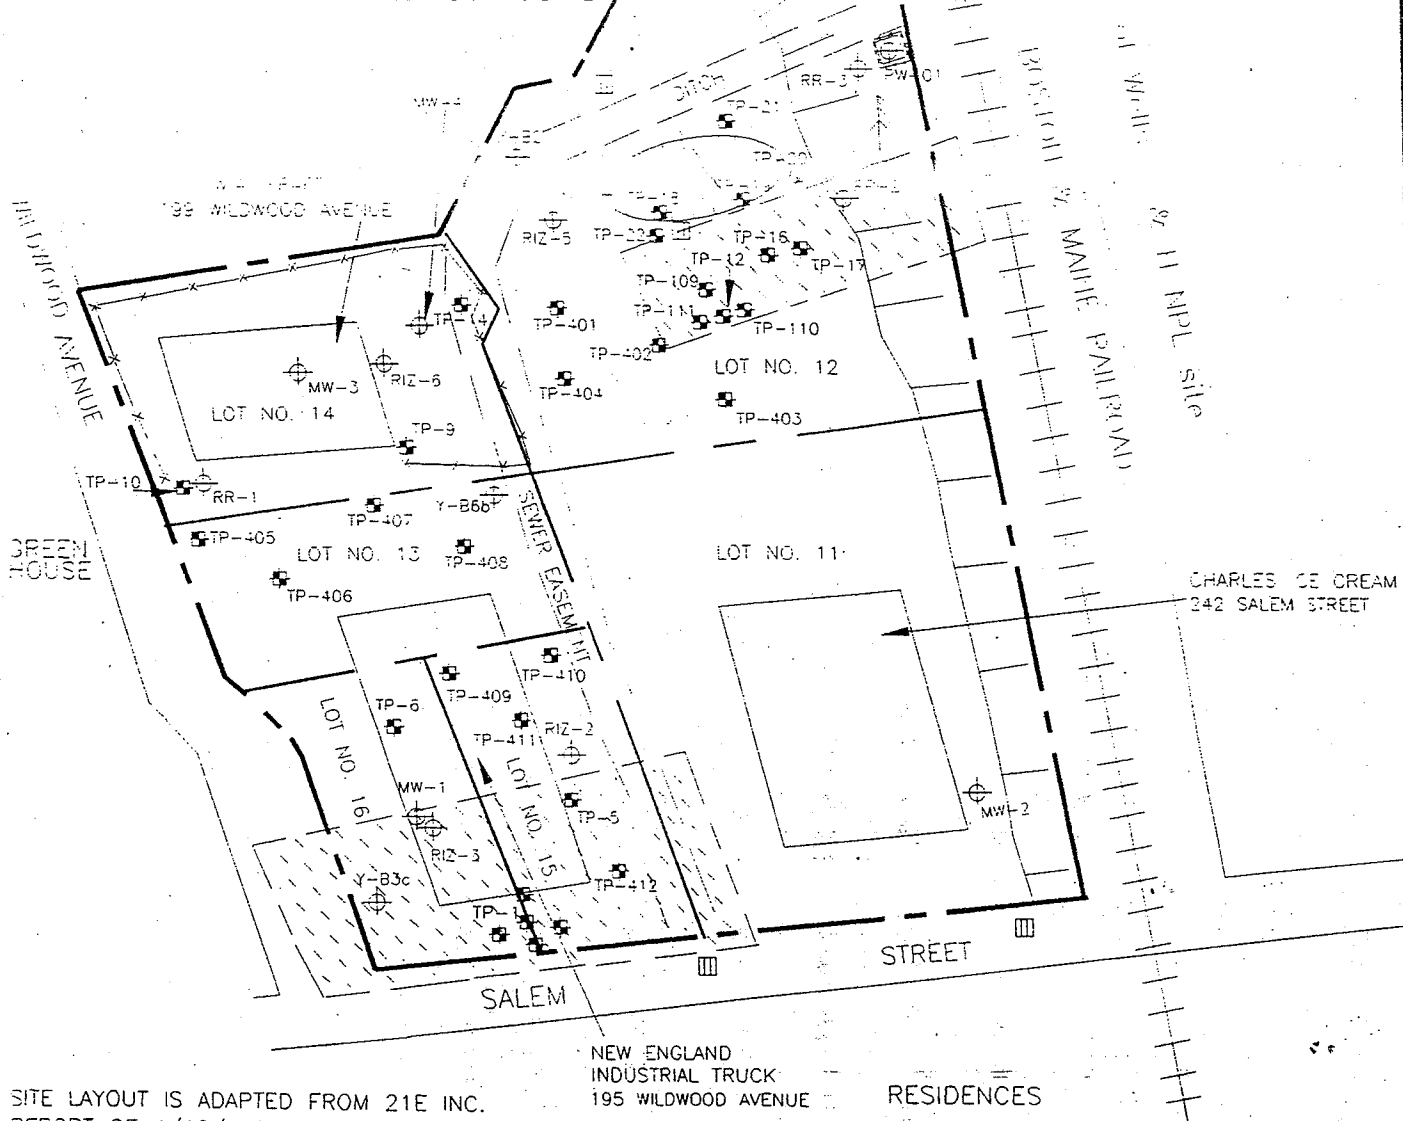 MW-4
DITCH
RR-3
PW-01
TP-21
TP-20
199 WILDWOOD AVENUE
RIZ-5
TP-22
TP-16
TP-12
TP-17
TP-109
TP-111
TP-110
TP-14
TP-401
TP-402
LOT NO. 12
TP-404
TP-403
MW-3
RIZ-6
LOT NO. 14
TP-9
TP-10
RR-1
TP-407
Y-B6b
TP-405
LOT NO. 13
TP-408
TP-406
SEWER EASEMENT
LOT NO. 11
GREEN
HOUSE
WILDWOOD AVENUE
BOSTON & MAINE RAILROAD
& H NPL site
CHARLES ICE CREAM
242 SALEM STREET
TP-410
TP-409
TP-6
TP-411
RIZ-2
LOT NO. 16
LOT NO. 15
MW-1
RIZ-3
TP-5
MW-2
Y-B3c
TP-412
TP-1
SALEM STREET
NEW ENGLAND
INDUSTRIAL TRUCK
195 WILDWOOD AVENUE
RESIDENCES
SITE LAYOUT IS ADAPTED FROM 21E INC.